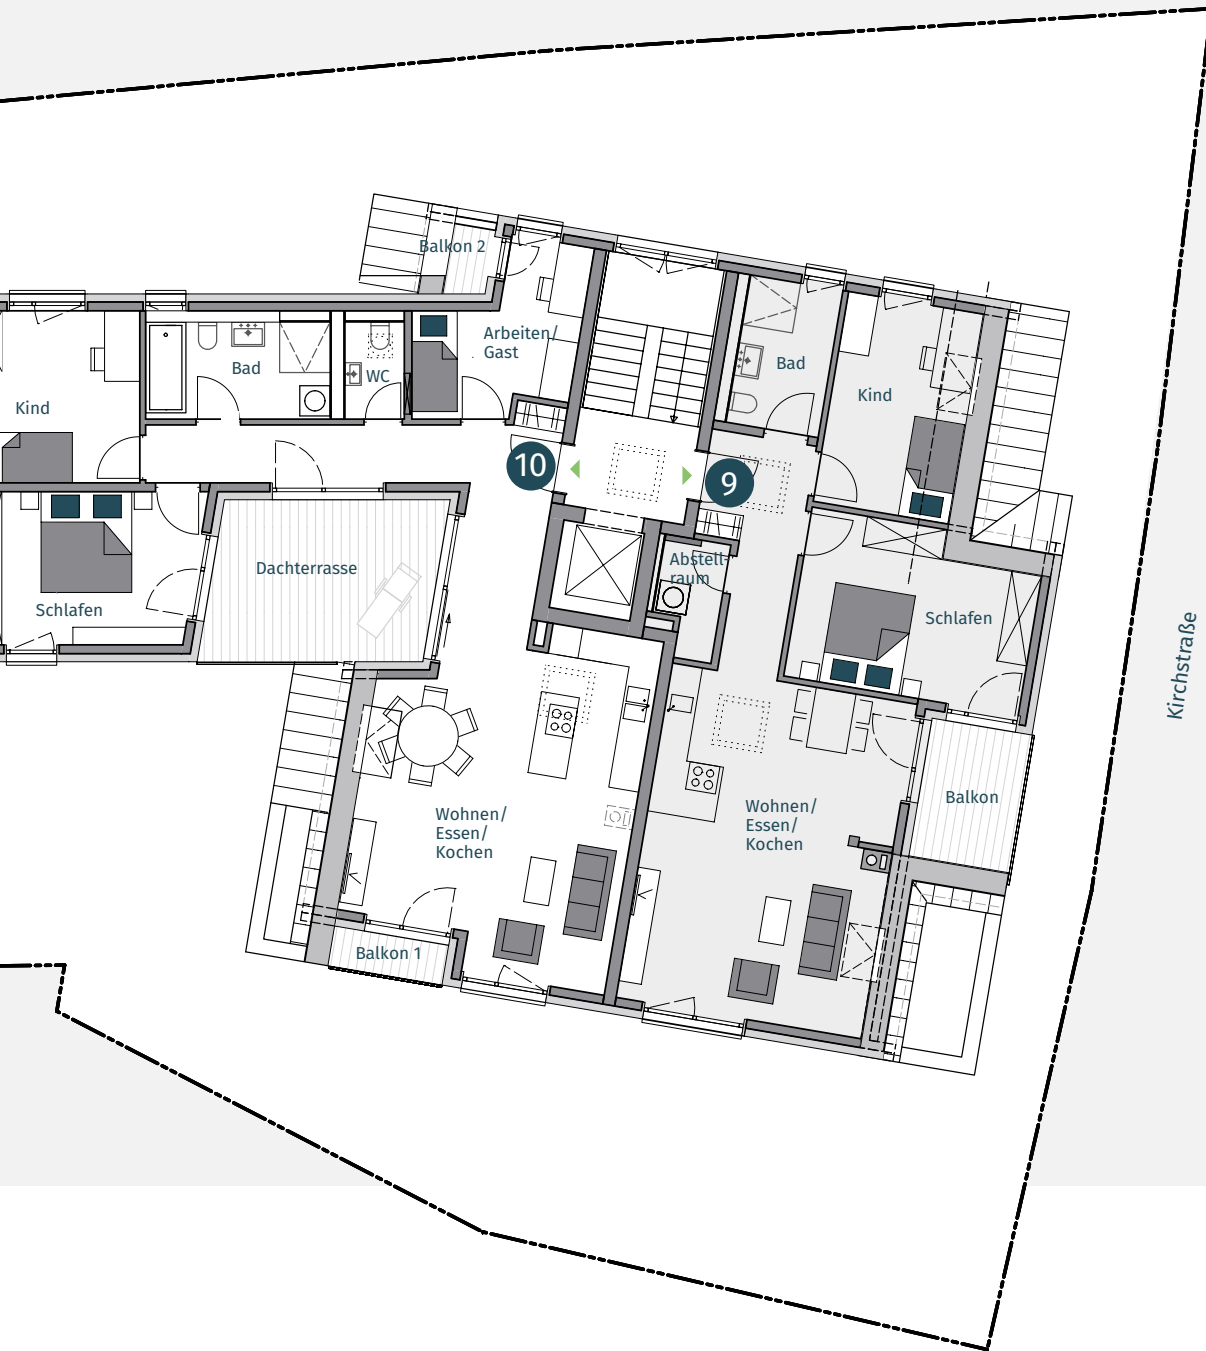 Balkon 2
Arbeiten/
Gast
Bad
WC
Kind
Bad
Kind
10
9
Abstell-
raum
Dachterrasse
Schlafen
Schlafen
Kirchstraße
Balkon
Wohnen/
Essen/
Kochen
Wohnen/
Essen/
Kochen
Balkon 1